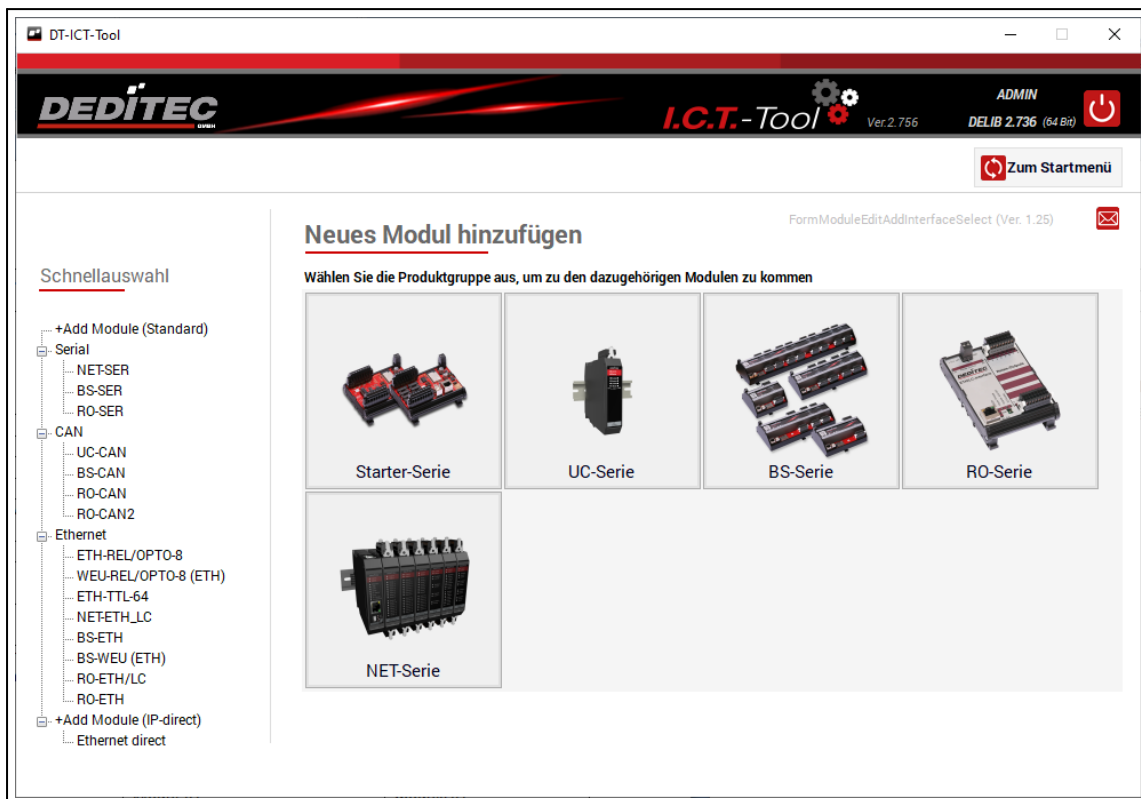 DT-ICT-Tool
DEDITEC
GMBH
I.C.T.-Tool
Ver.2.756
ADMIN
DELIB 2.736 (64 Bit)
Zum Startmenü
FormModuleEditAddInterfaceSelect (Ver. 1.25)
Neues Modul hinzufügen
Schnellauswahl
Wählen Sie die Produktgruppe aus, um zu den dazugehörigen Modulen zu kommen
+Add Module (Standard)
Serial
NET-SER
BS-SER
RO-SER
CAN
UC-CAN
BS-CAN
RO-CAN
RO-CAN2
Ethernet
ETH-REL/OPTO-8
WEU-REL/OPTO-8 (ETH)
ETH-TTL-64
NET-ETH_LC
BS-ETH
BS-WEU (ETH)
RO-ETH/LC
RO-ETH
+Add Module (IP-direct)
Ethernet direct
Starter-Serie
UC-Serie
BS-Serie
RO-Serie
NET-Serie